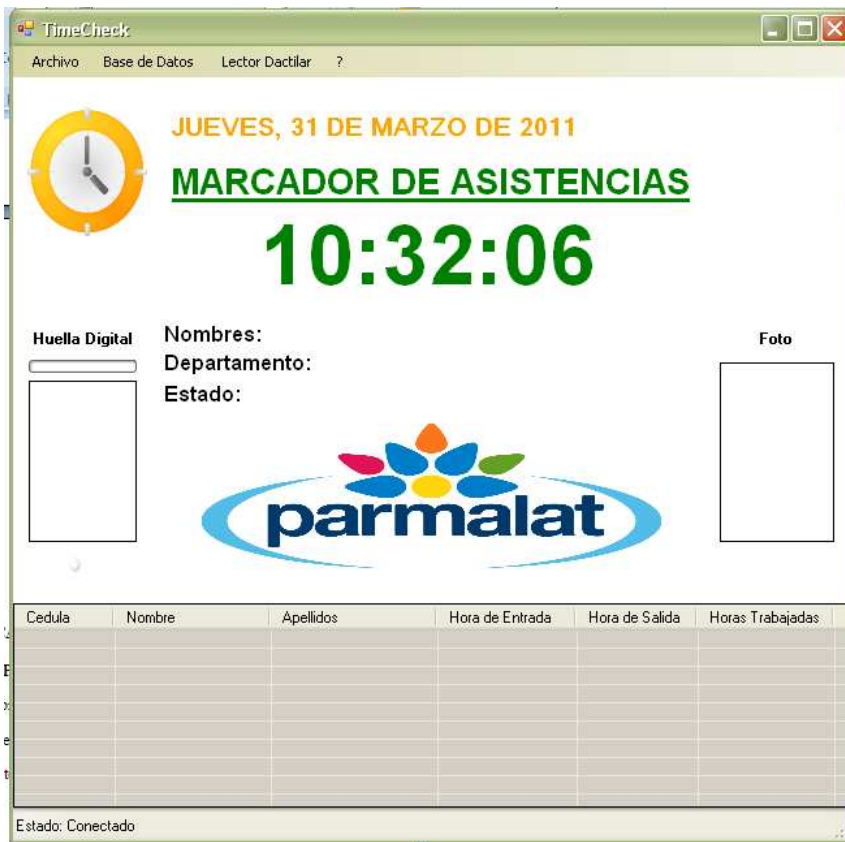 TimeCheck
Archivo Base de Datos Lector Dactilar ?
JUEVES, 31 DE MARZO DE 2011
MARCADOR DE ASISTENCIAS
10:32:06
Huella Digital
Nombres:
Departamento:
Estado:
Foto
parmalat
Cedula Nombre Apellidos Hora de Entrada Hora de Salida Horas Trabajadas
Estado: Conectado